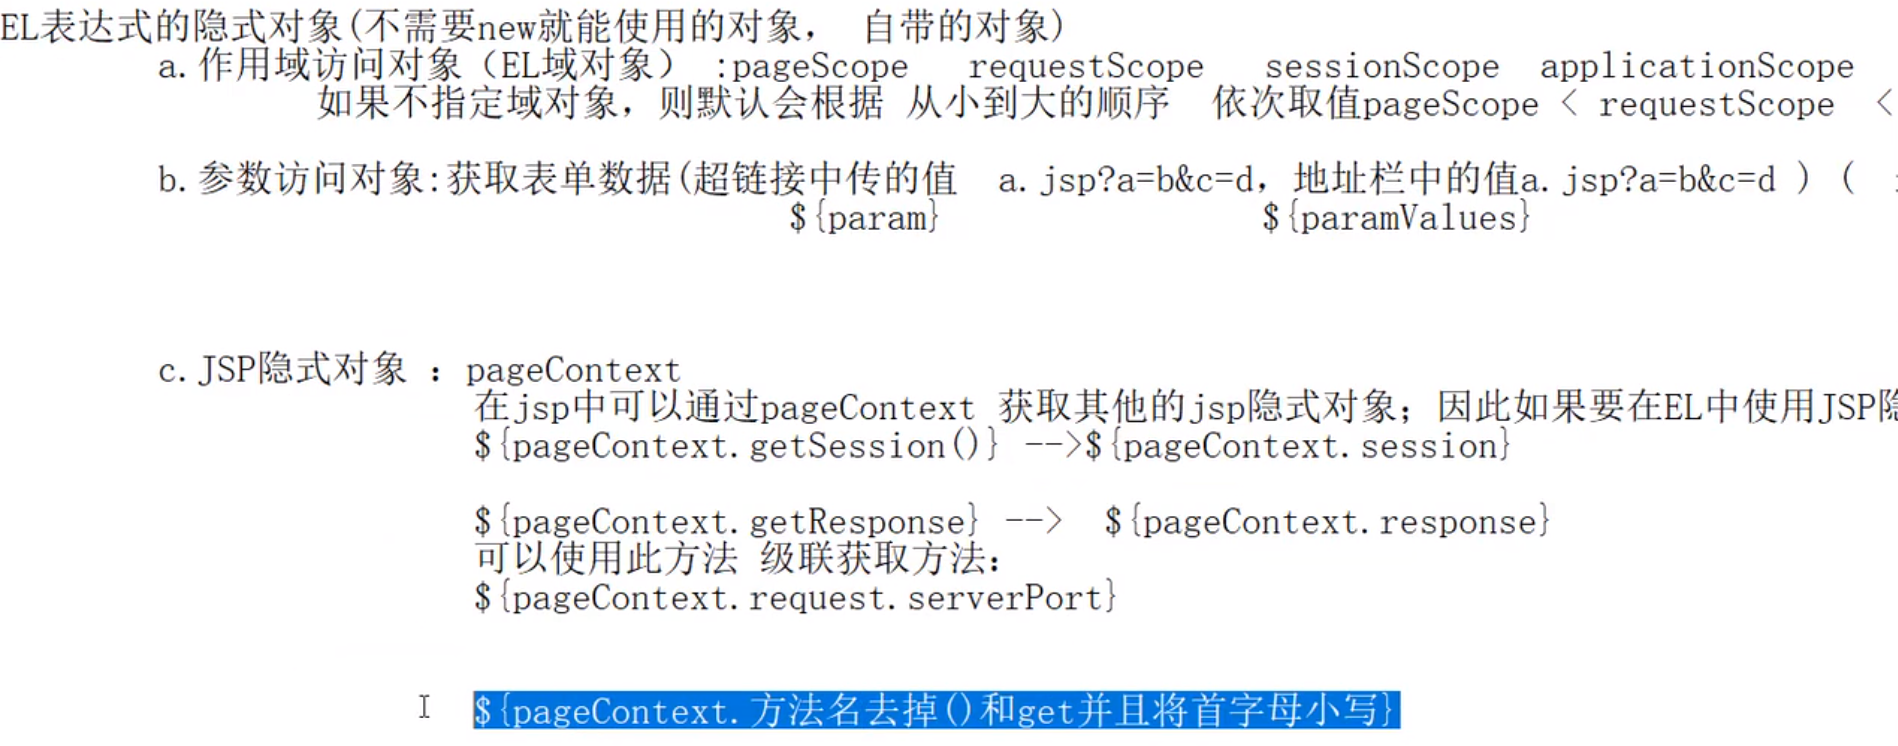 EL表达式的隐式对象(不需要new就能使用的对象， 自带的对象)
a.作用域访问对象（EL域对象） :pageScope requestScope sessionScope applicationScope
如果不指定域对象，则默认会根据 从小到大的顺序 依次取值pageScope < requestScope <
b.参数访问对象:获取表单数据(超链接中传的值 a.jsp?a=b&c=d，地址栏中的值a.jsp?a=b&c=d ) (
${param} ${paramValues}
c.JSP隐式对象 ：pageContext
在jsp中可以通过pageContext 获取其他的jsp隐式对象；因此如果要在EL中使用JSP隐
${pageContext.getSession()} -->${pageContext.session}
${pageContext.getResponse} --> ${pageContext.response}
可以使用此方法 级联获取方法：
${pageContext.request.serverPort}
${pageContext.方法名去掉()和get并且将首字母小写}